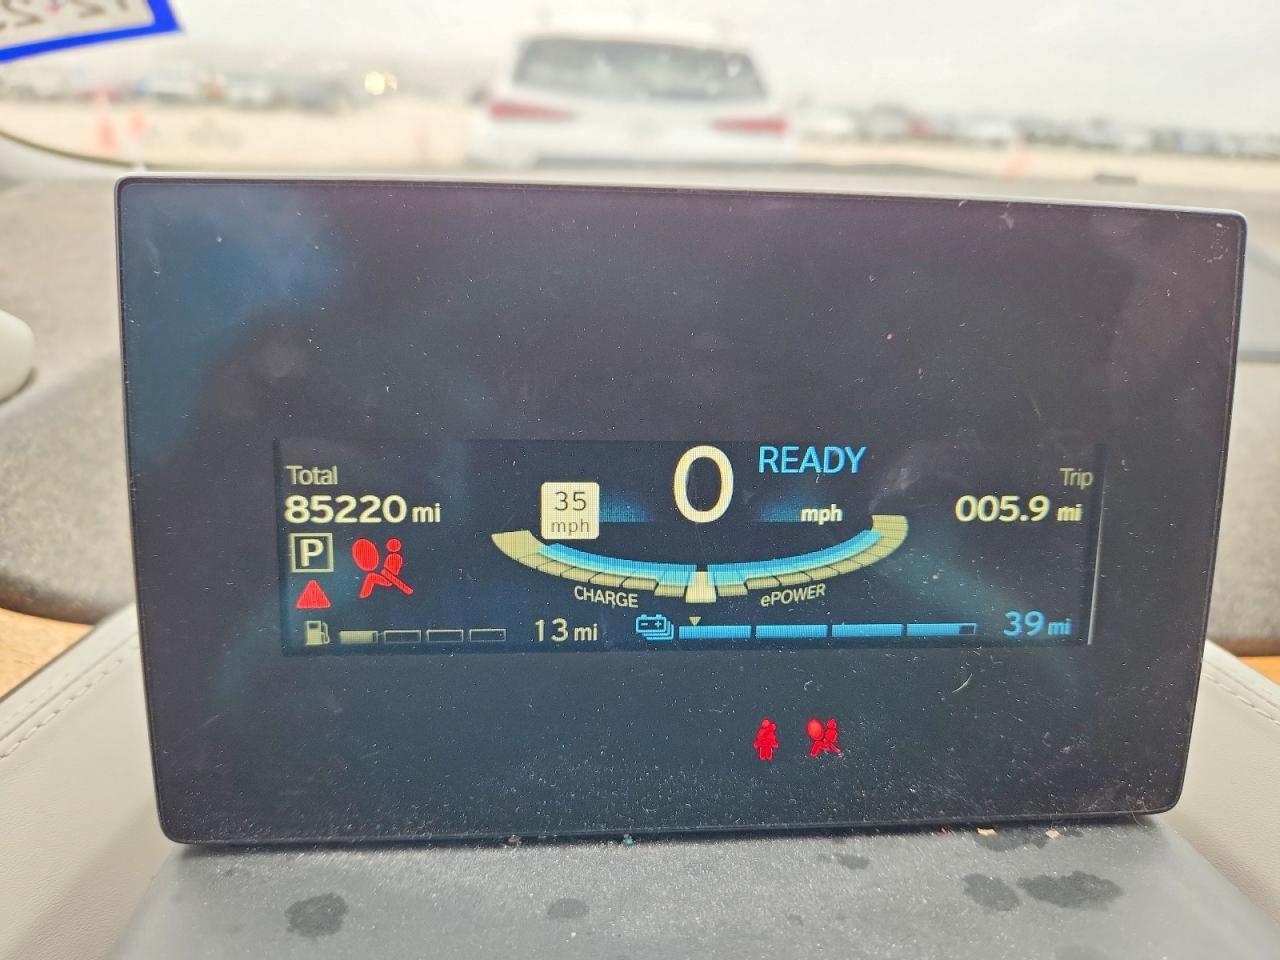 Total
85220 mi
P
35
mph
0
READY
mph
Trip
005.9 mi
CHARGE
ePOWER
13 mi
39 mi